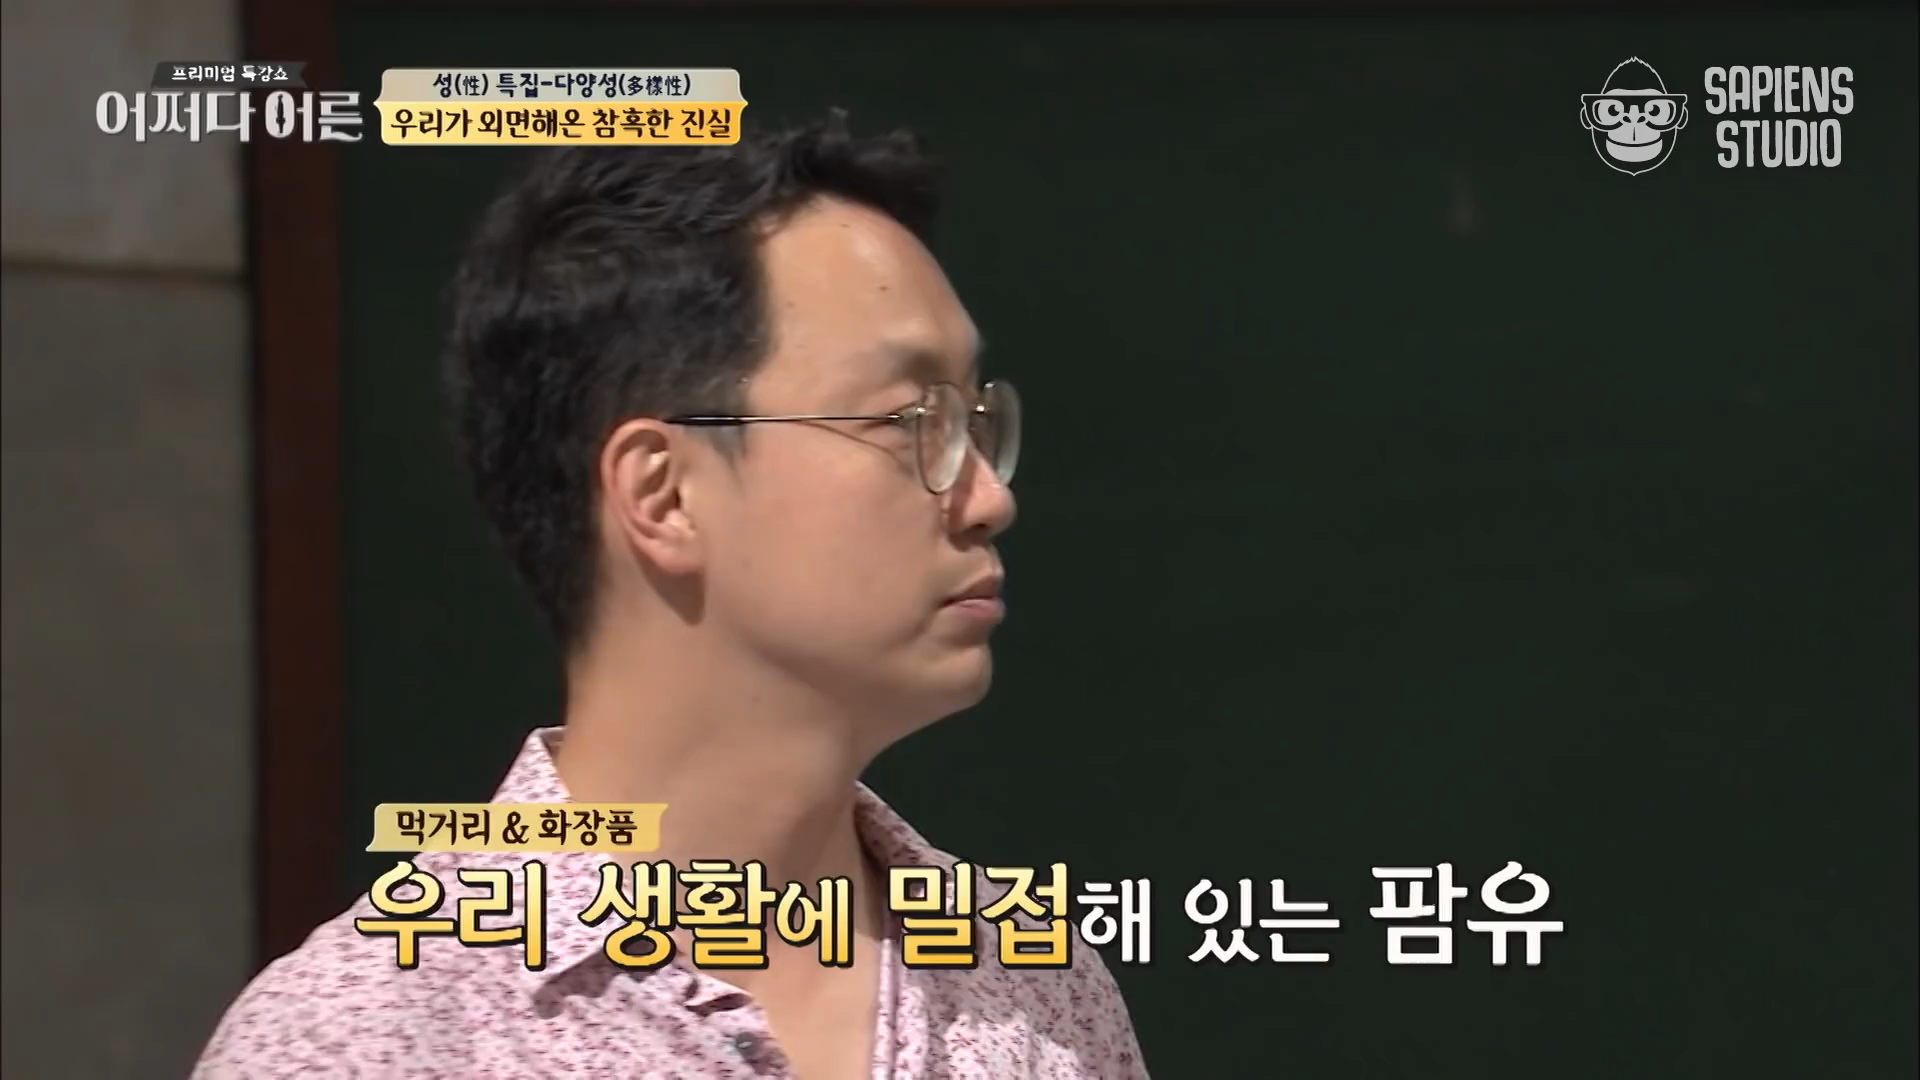 프리미엄 특강쇼
어쩌다 어른
성(性) 특집-다양성(多樣性)
우리가 외면해온 참혹한 진실
SAPIENS
STUDIO
먹거리 & 화장품
우리 생활에 밀접해 있는 팜유